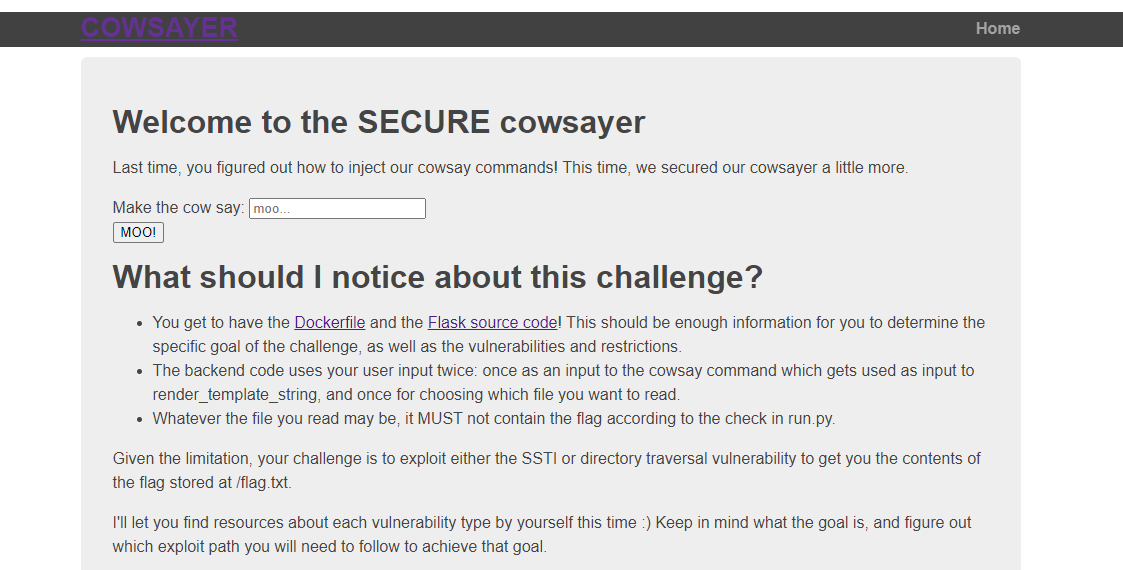 COWSAYER
Home
Welcome to the SECURE cowsayer
Last time, you figured out how to inject our cowsay commands! This time, we secured our cowsayer a little more.
Make the cow say: moo...
MOO!
What should I notice about this challenge?
• You get to have the Dockerfile and the Flask source code! This should be enough information for you to determine the
specific goal of the challenge, as well as the vulnerabilities and restrictions.
• The backend code uses your user input twice: once as an input to the cowsay command which gets used as input to
render_template_string, and once for choosing which file you want to read.
• Whatever the file you read may be, it MUST not contain the flag according to the check in run.py.
Given the limitation, your challenge is to exploit either the SSTI or directory traversal vulnerability to get you the contents of
the flag stored at /flag.txt.
I'll let you find resources about each vulnerability type by yourself this time :) Keep in mind what the goal is, and figure out
which exploit path you will need to follow to achieve that goal.